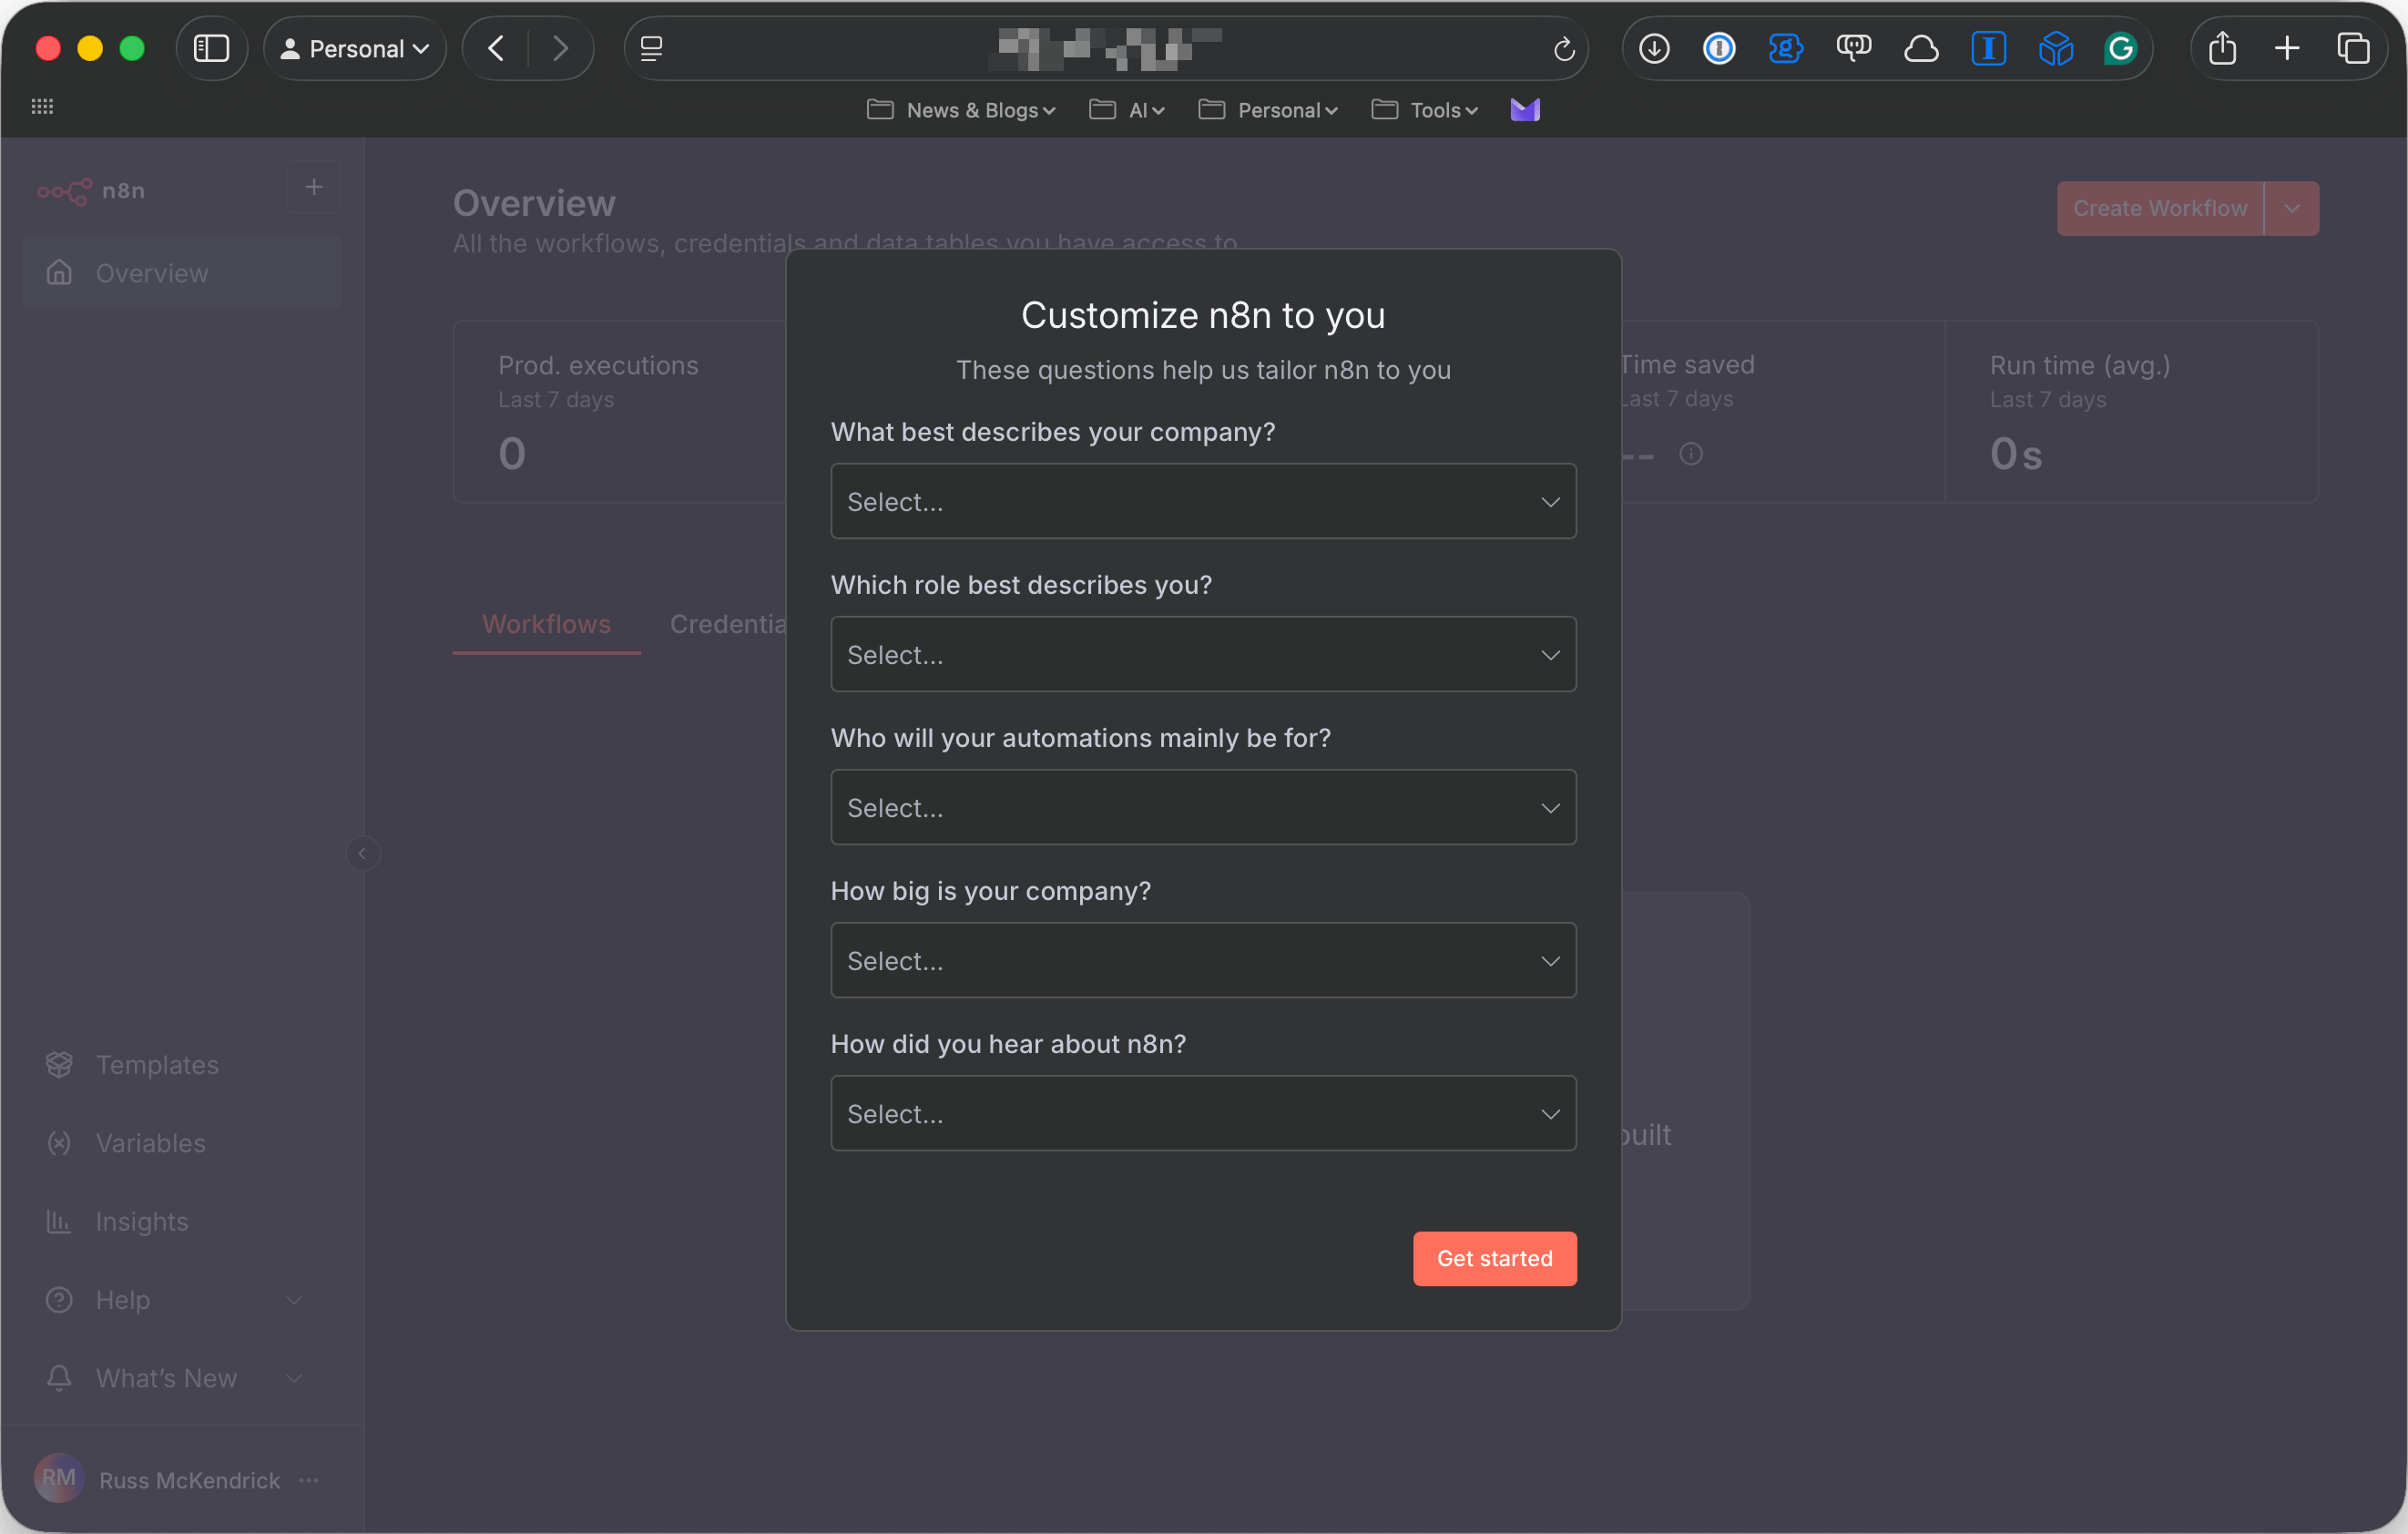 Personal
News & Blogs
AI
Personal
Tools
n8n
Overview
Overview
All the workflows, credentials and data tables you have access to
Create Workflow
Prod. executions
Last 7 days
0
Time saved
Last 7 days
--
Run time (avg.)
Last 7 days
0s
Workflows
Credentia
built
Customize n8n to you
These questions help us tailor n8n to you
What best describes your company?
Select...
Which role best describes you?
Select...
Who will your automations mainly be for?
Select...
How big is your company?
Select...
How did you hear about n8n?
Select...
Get started
Templates
Variables
Insights
Help
What's New
RM
Russ McKendrick